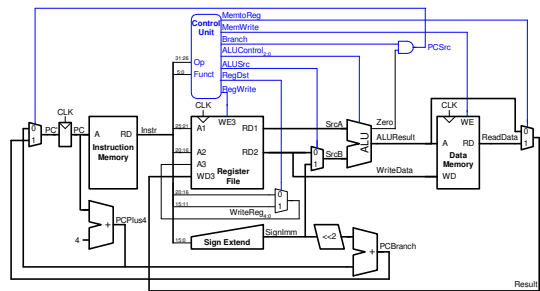 Control Unit
MemtoReg
MemWrite
Branch
ALUControl2:0
PCSrc
31:26 Op
ALUSrc
5:0 Funct
RegDst
RegWrite
CLK
CLK
CLK
0
1
PC'
PC
A RD
Instruction Memory
Instr
25:21
A1
WE3
RD1
SrcA
Zero
ALU
ALUResult
WE
A RD
Data Memory
WD
ReadData
0
1
20:16
A2
RD2
0
1
SrcB
A3
WD3
Register File
WriteData
20:16
15:11
0
1
WriteReg4:0
PCPlus4
4
+
SignImm
15:0
Sign Extend
<<2
+
PCBranch
Result